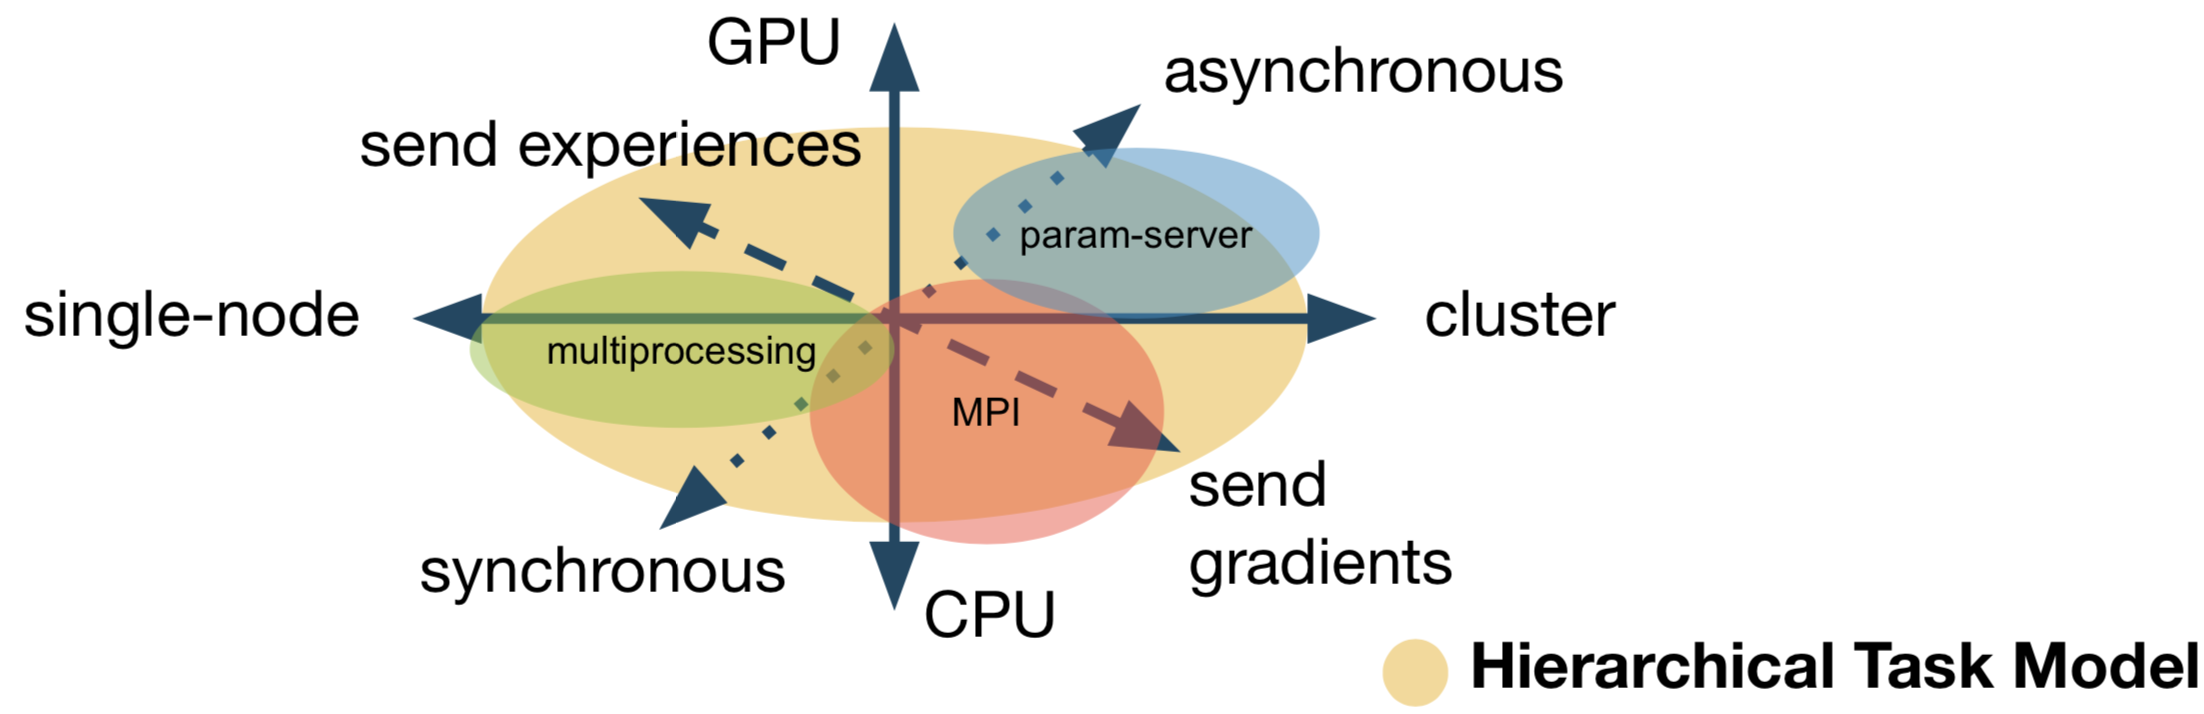 GPU
asynchronous
send experiences
param-server
single-node
cluster
multiprocessing
MPI
send
gradients
synchronous
CPU
Hierarchical Task Model